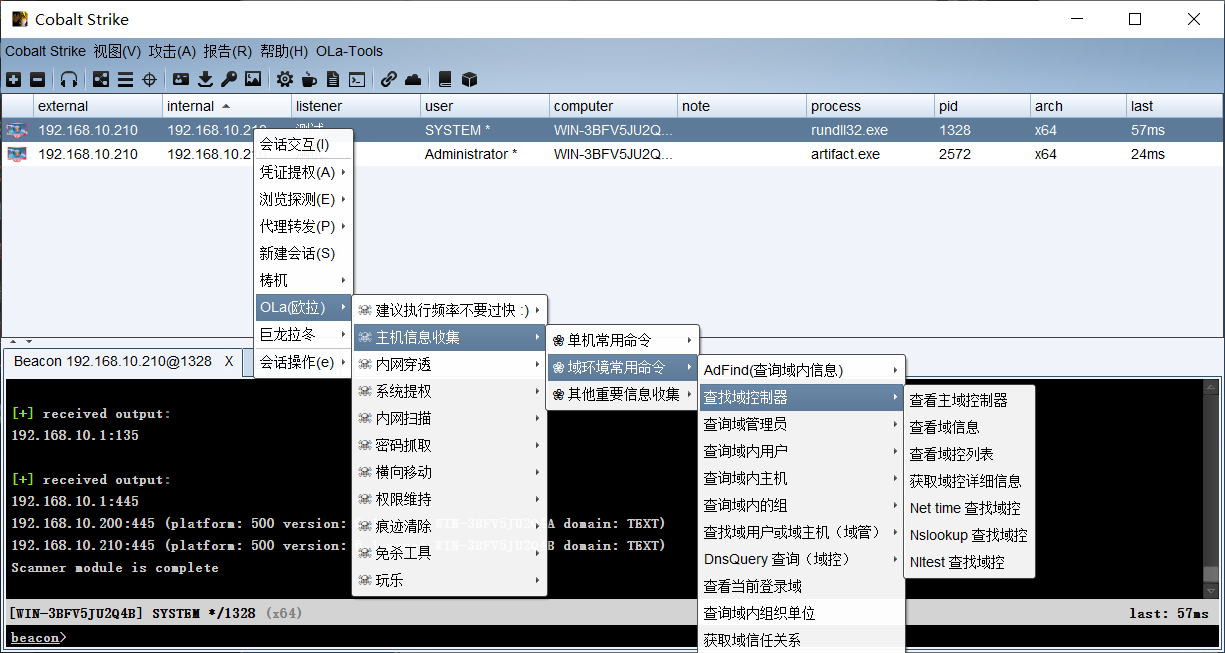 Cobalt Strike
Cobalt Strike 视图(V) 攻击(A) 报告(R) 帮助(H) OLa-Tools
external internal listener user computer note process pid arch last
192.168.10.210 192.168.10.210 测试 SYSTEM * WIN-3BFV5JU2Q... rundll32.exe 1328 x64 57ms
192.168.10.210 192.168.10.2 Administrator * WIN-3BFV5JU2Q... artifact.exe 2572 x64 24ms
会话交互(I)
凭证提权(A)
浏览探测(E)
代理转发(P)
新建会话(S)
梼杌
OLa(欧拉)
巨龙拉冬
会话操作(e)
建议执行频率不要过快 :)
主机信息收集
内网穿透
系统提权
内网扫描
密码抓取
横向移动
权限维持
痕迹清除
免杀工具
玩乐
单机常用命令
域环境常用命令
其他重要信息收集
AdFind(查询域内信息)
查找域控制器
查询域管理员
查询域内用户
查询域内主机
查询域内的组
查找域用户或域主机（域管）
DnsQuery 查询（域控）
查看当前登录域
查询域内组织单位
获取域信任关系
查看主域控制器
查看域信息
查看域控列表
获取域控详细信息
Net time 查找域控
Nslookup 查找域控
Nltest 查找域控
Beacon 192.168.10.210@1328 X
[+] received output:
192.168.10.1:135
[+] received output:
192.168.10.1:445
192.168.10.200:445 (platform: 500 version: WIN-3BFV5JU2Q4A domain: TEXT)
192.168.10.210:445 (platform: 500 version: WIN-3BFV5JU2Q4B domain: TEXT)
Scanner module is complete
[WIN-3BFV5JU2Q4B] SYSTEM */1328 (x64) last: 57ms
beacon>